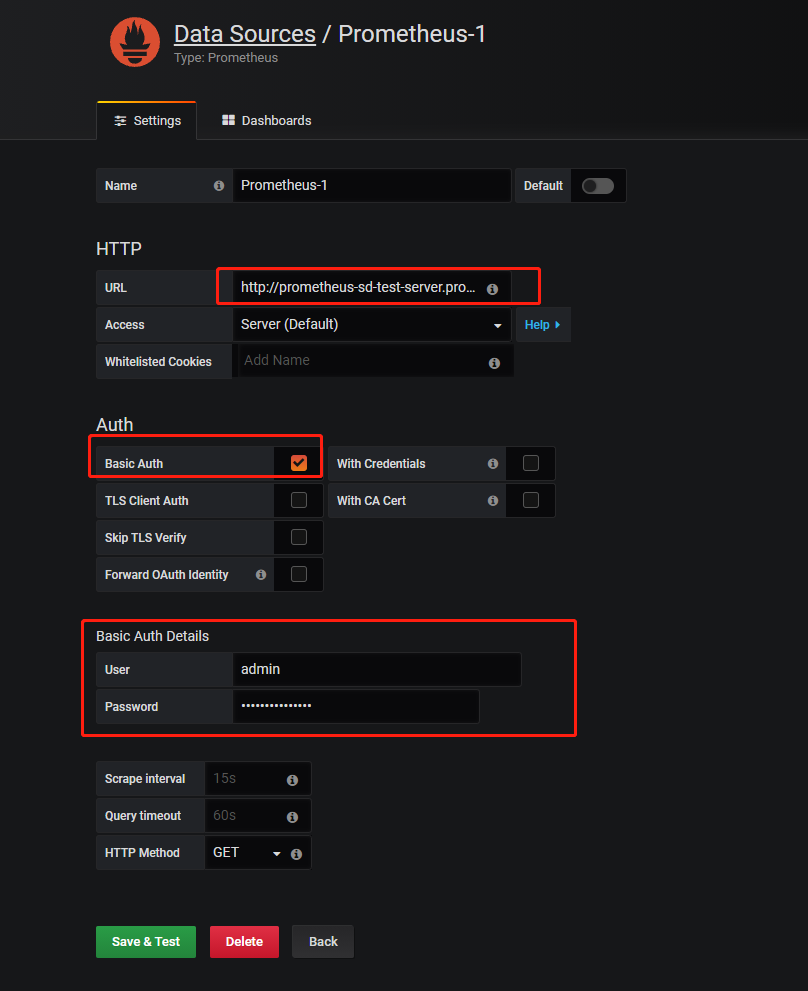 Data Sources / Prometheus-1
Type: Prometheus
Settings Dashboards
Name Prometheus-1 Default
HTTP
URL http://prometheus-sd-test-server.pro...
Access Server (Default) Help
Whitelisted Cookies Add Name
Auth
Basic Auth With Credentials
TLS Client Auth With CA Cert
Skip TLS Verify
Forward OAuth Identity
Basic Auth Details
User admin
Password •••••••••••••••
Scrape interval 15s
Query timeout 60s
HTTP Method GET
Save & Test Delete Back